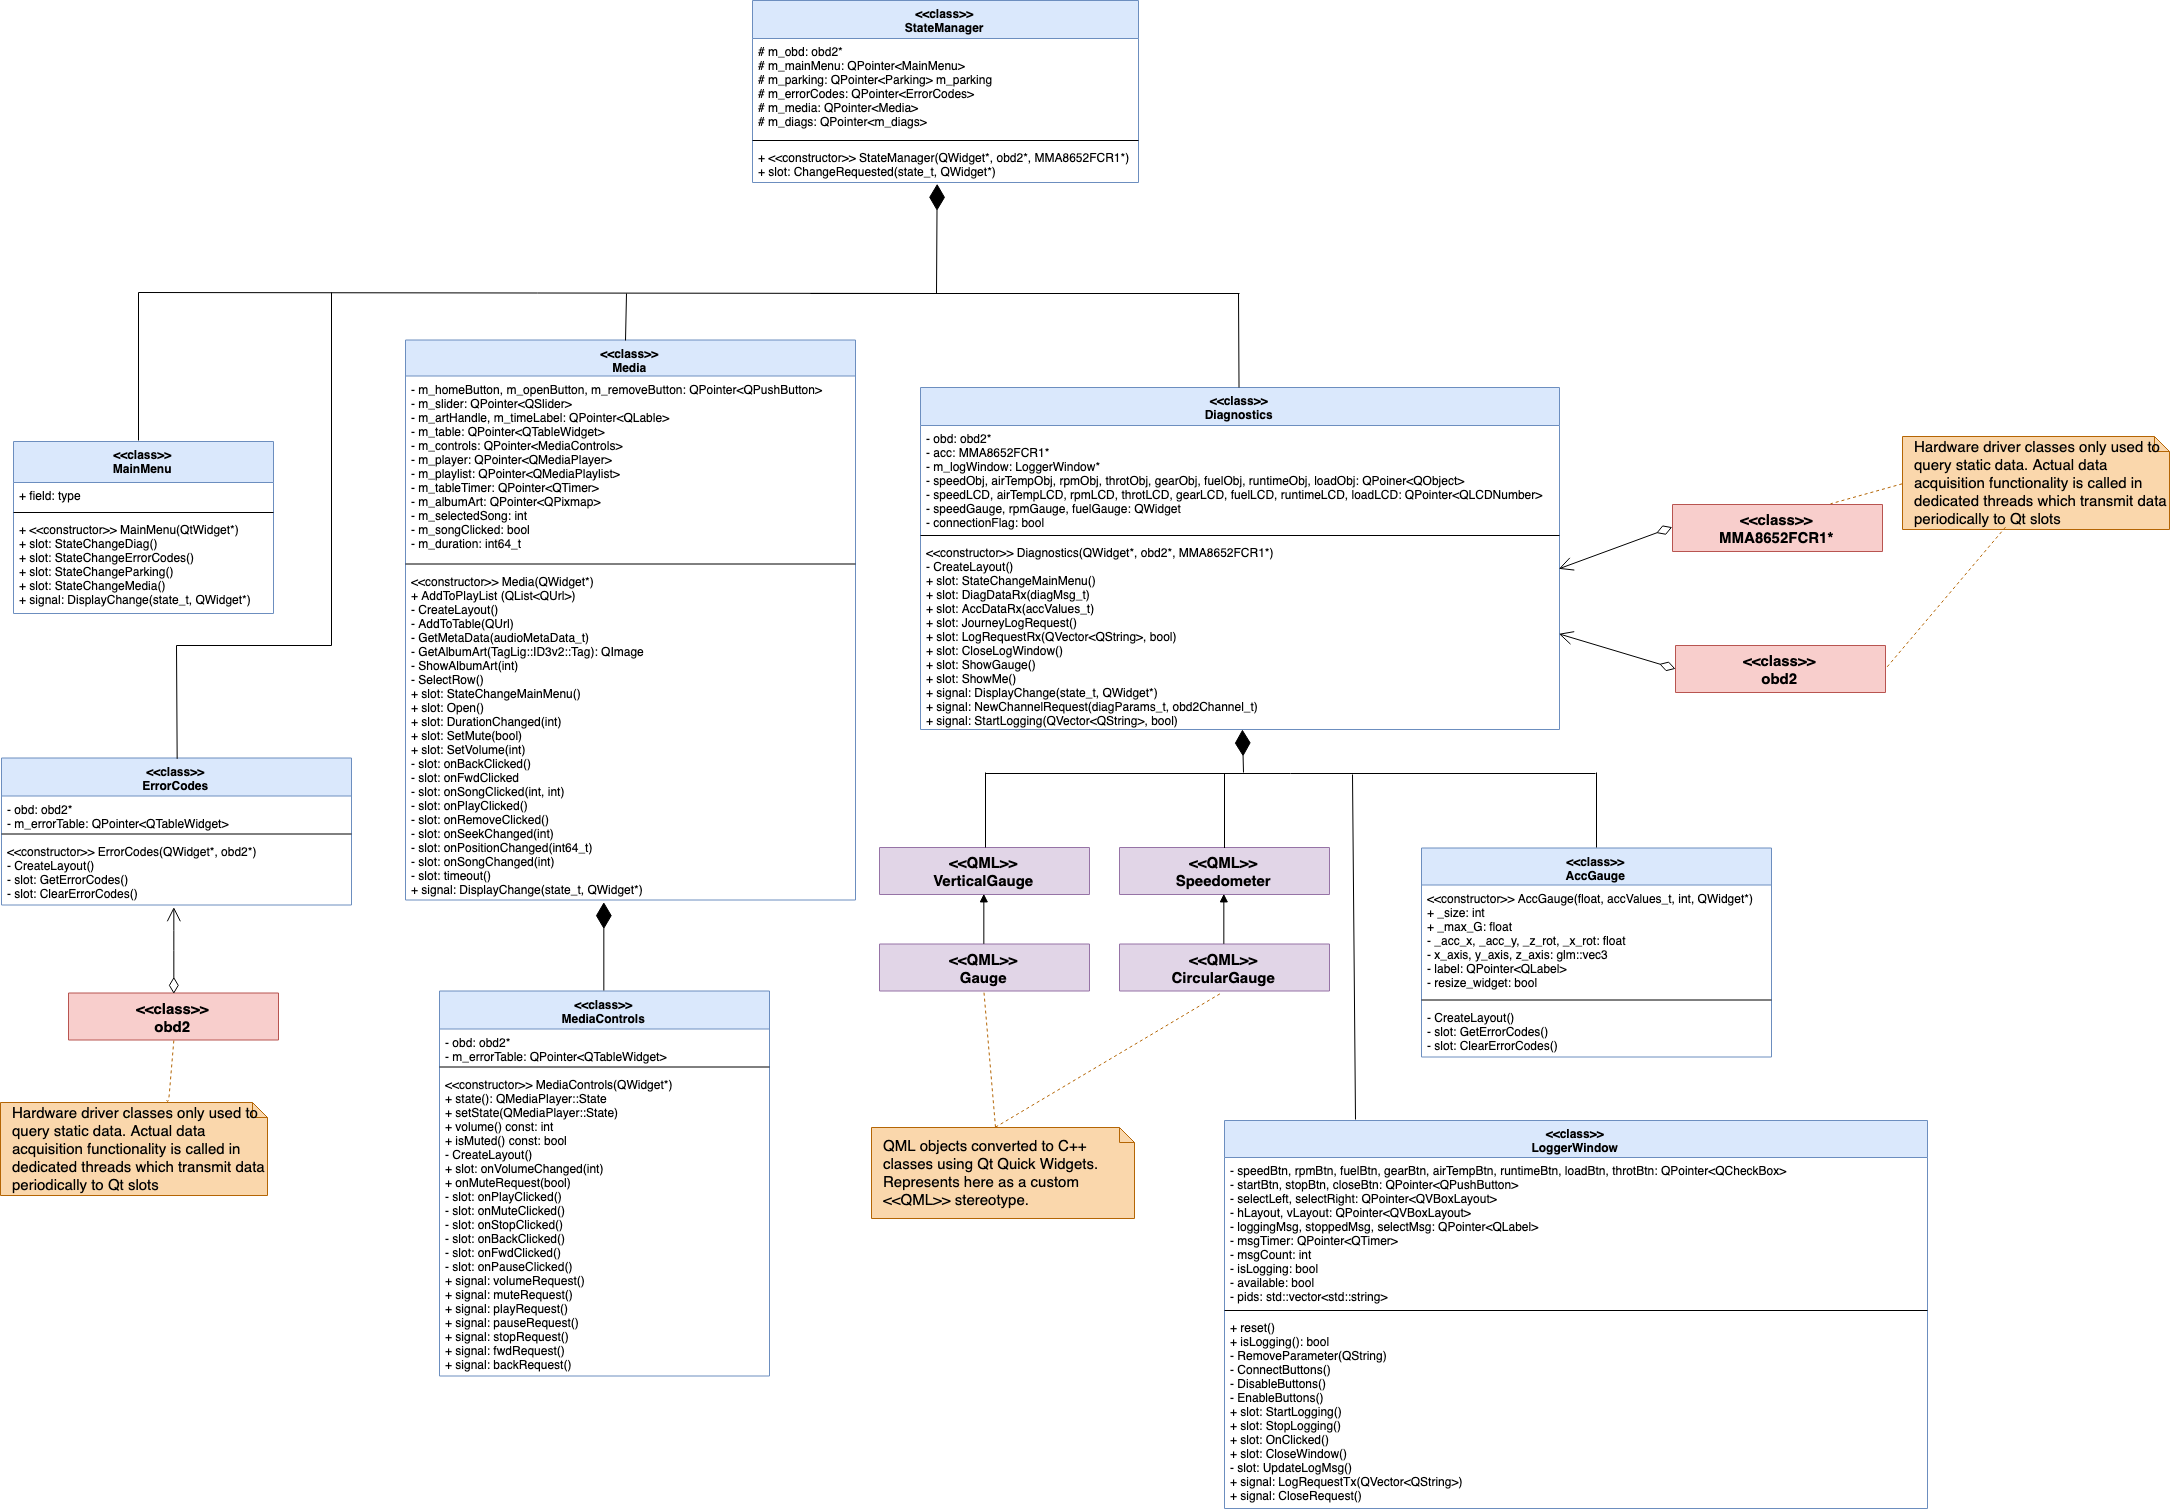 <<class>>
StateManager
# m_obd: obd2*
# m_mainMenu: QPointer<MainMenu>
# m_parking: QPointer<Parking> m_parking
# m_errorCodes: QPointer<ErrorCodes>
# m_media: QPointer<Media>
# m_diags: QPointer<m_diags>
+ <<constructor>> StateManager(QWidget*, obd2*, MMA8652FCR1*)
+ slot: ChangeRequested(state_t, QWidget*)
<<class>>
MainMenu
+ field: type
+ <<constructor>> MainMenu(QtWidget*)
+ slot: StateChangeDiag()
+ slot: StateChangeErrorCodes()
+ slot: StateChangeParking()
+ slot: StateChangeMedia()
+ signal: DisplayChange(state_t, QWidget*)
<<class>>
Media
- m_homeButton, m_openButton, m_removeButton: QPointer<QPushButton>
- m_slider: QPointer<QSlider>
- m_artHandle, m_timeLabel: QPointer<QLable>
- m_table: QPointer<QTableWidget>
- m_controls: QPointer<MediaControls>
- m_player: QPointer<QMediaPlayer>
- m_playlist: QPointer<QMediaPlaylist>
- m_tableTimer: QPointer<QTimer>
- m_albumArt: QPointer<QPixmap>
- m_selectedSong: int
- m_songClicked: bool
- m_duration: int64_t
<<constructor>> Media(QWidget*)
+ AddToPlayList (QList<QUrl>)
- CreateLayout()
- AddToTable(QUrl)
- GetMetaData(audioMetaData_t)
- GetAlbumArt(TagLig::ID3v2::Tag): QImage
- ShowAlbumArt(int)
- SelectRow()
+ slot: StateChangeMainMenu()
+ slot: Open()
+ slot: DurationChanged(int)
+ slot: SetMute(bool)
+ slot: SetVolume(int)
- slot: onBackClicked()
- slot: onFwdClicked
- slot: onSongClicked(int, int)
- slot: onPlayClicked()
- slot: onRemoveClicked()
- slot: onSeekChanged(int)
- slot: onPositionChanged(int64_t)
- slot: onSongChanged(int)
- slot: timeout()
+ signal: DisplayChange(state_t, QWidget*)
<<class>>
Diagnostics
- obd: obd2*
- acc: MMA8652FCR1*
- m_logWindow: LoggerWindow*
- speedObj, airTempObj, rpmObj, throtObj, gearObj, fuelObj, runtimeObj, loadObj: QPoiner<QObject>
- speedLCD, airTempLCD, rpmLCD, throtLCD, gearLCD, fuelLCD, runtimeLCD, loadLCD: QPointer<QLCDNumber>
- speedGauge, rpmGauge, fuelGauge: QWidget
- connectionFlag: bool
<<constructor>> Diagnostics(QWidget*, obd2*, MMA8652FCR1*)
- CreateLayout()
+ slot: StateChangeMainMenu()
+ slot: DiagDataRx(diagMsg_t)
+ slot: AccDataRx(accValues_t)
+ slot: JourneyLogRequest()
+ slot: LogRequestRx(QVector<QString>, bool)
+ slot: CloseLogWindow()
+ slot: ShowGauge()
+ slot: ShowMe()
+ signal: DisplayChange(state_t, QWidget*)
+ signal: NewChannelRequest(diagParams_t, obd2Channel_t)
+ signal: StartLogging(QVector<QString>, bool)
Hardware driver classes only used to
query static data. Actual data
acquisition functionality is called in
dedicated threads which transmit data
periodically to Qt slots
<<class>>
MMA8652FCR1*
<<class>>
obd2
<<class>>
ErrorCodes
- obd: obd2*
- m_errorTable: QPointer<QTableWidget>
<<constructor>> ErrorCodes(QWidget*, obd2*)
- CreateLayout()
- slot: GetErrorCodes()
- slot: ClearErrorCodes()
<<class>>
obd2
Hardware driver classes only used to
query static data. Actual data
acquisition functionality is called in
dedicated threads which transmit data
periodically to Qt slots
<<class>>
MediaControls
- obd: obd2*
- m_errorTable: QPointer<QTableWidget>
<<constructor>> MediaControls(QWidget*)
+ state(): QMediaPlayer::State
+ setState(QMediaPlayer::State)
+ volume() const: int
+ isMuted() const: bool
- CreateLayout()
+ slot: onVolumeChanged(int)
+ onMuteRequest(bool)
- slot: onPlayClicked()
- slot: onMuteClicked()
- slot: onStopClicked()
- slot: onBackClicked()
- slot: onFwdClicked()
- slot: onPauseClicked()
+ signal: volumeRequest()
+ signal: muteRequest()
+ signal: playRequest()
+ signal: pauseRequest()
+ signal: stopRequest()
+ signal: fwdRequest()
+ signal: backRequest()
<<QML>>
VerticalGauge
<<QML>>
Speedometer
<<QML>>
Gauge
<<QML>>
CircularGauge
QML objects converted to C++
classes using Qt Quick Widgets.
Represents here as a custom
<<QML>> stereotype.
<<class>>
AccGauge
<<constructor>> AccGauge(float, accValues_t, int, QWidget*)
+ _size: int
+ _max_G: float
- _acc_x, _acc_y, _z_rot, _x_rot: float
- x_axis, y_axis, z_axis: glm::vec3
- label: QPointer<QLabel>
- resize_widget: bool
- CreateLayout()
- slot: GetErrorCodes()
- slot: ClearErrorCodes()
<<class>>
LoggerWindow
- speedBtn, rpmBtn, fuelBtn, gearBtn, airTempBtn, runtimeBtn, loadBtn, throtBtn: QPointer<QCheckBox>
- startBtn, stopBtn, closeBtn: QPointer<QPushButton>
- selectLeft, selectRight: QPointer<QVBoxLayout>
- hLayout, vLayout: QPointer<QVBoxLayout>
- loggingMsg, stoppedMsg, selectMsg: QPointer<QLabel>
- msgTimer: QPointer<QTimer>
- msgCount: int
- isLogging: bool
- available: bool
- pids: std::vector<std::string>
+ reset()
+ isLogging(): bool
- RemoveParameter(QString)
- ConnectButtons()
- DisableButtons()
- EnableButtons()
+ slot: StartLogging()
+ slot: StopLogging()
+ slot: OnClicked()
+ slot: CloseWindow()
- slot: UpdateLogMsg()
+ signal: LogRequestTx(QVector<QString>)
+ signal: CloseRequest()